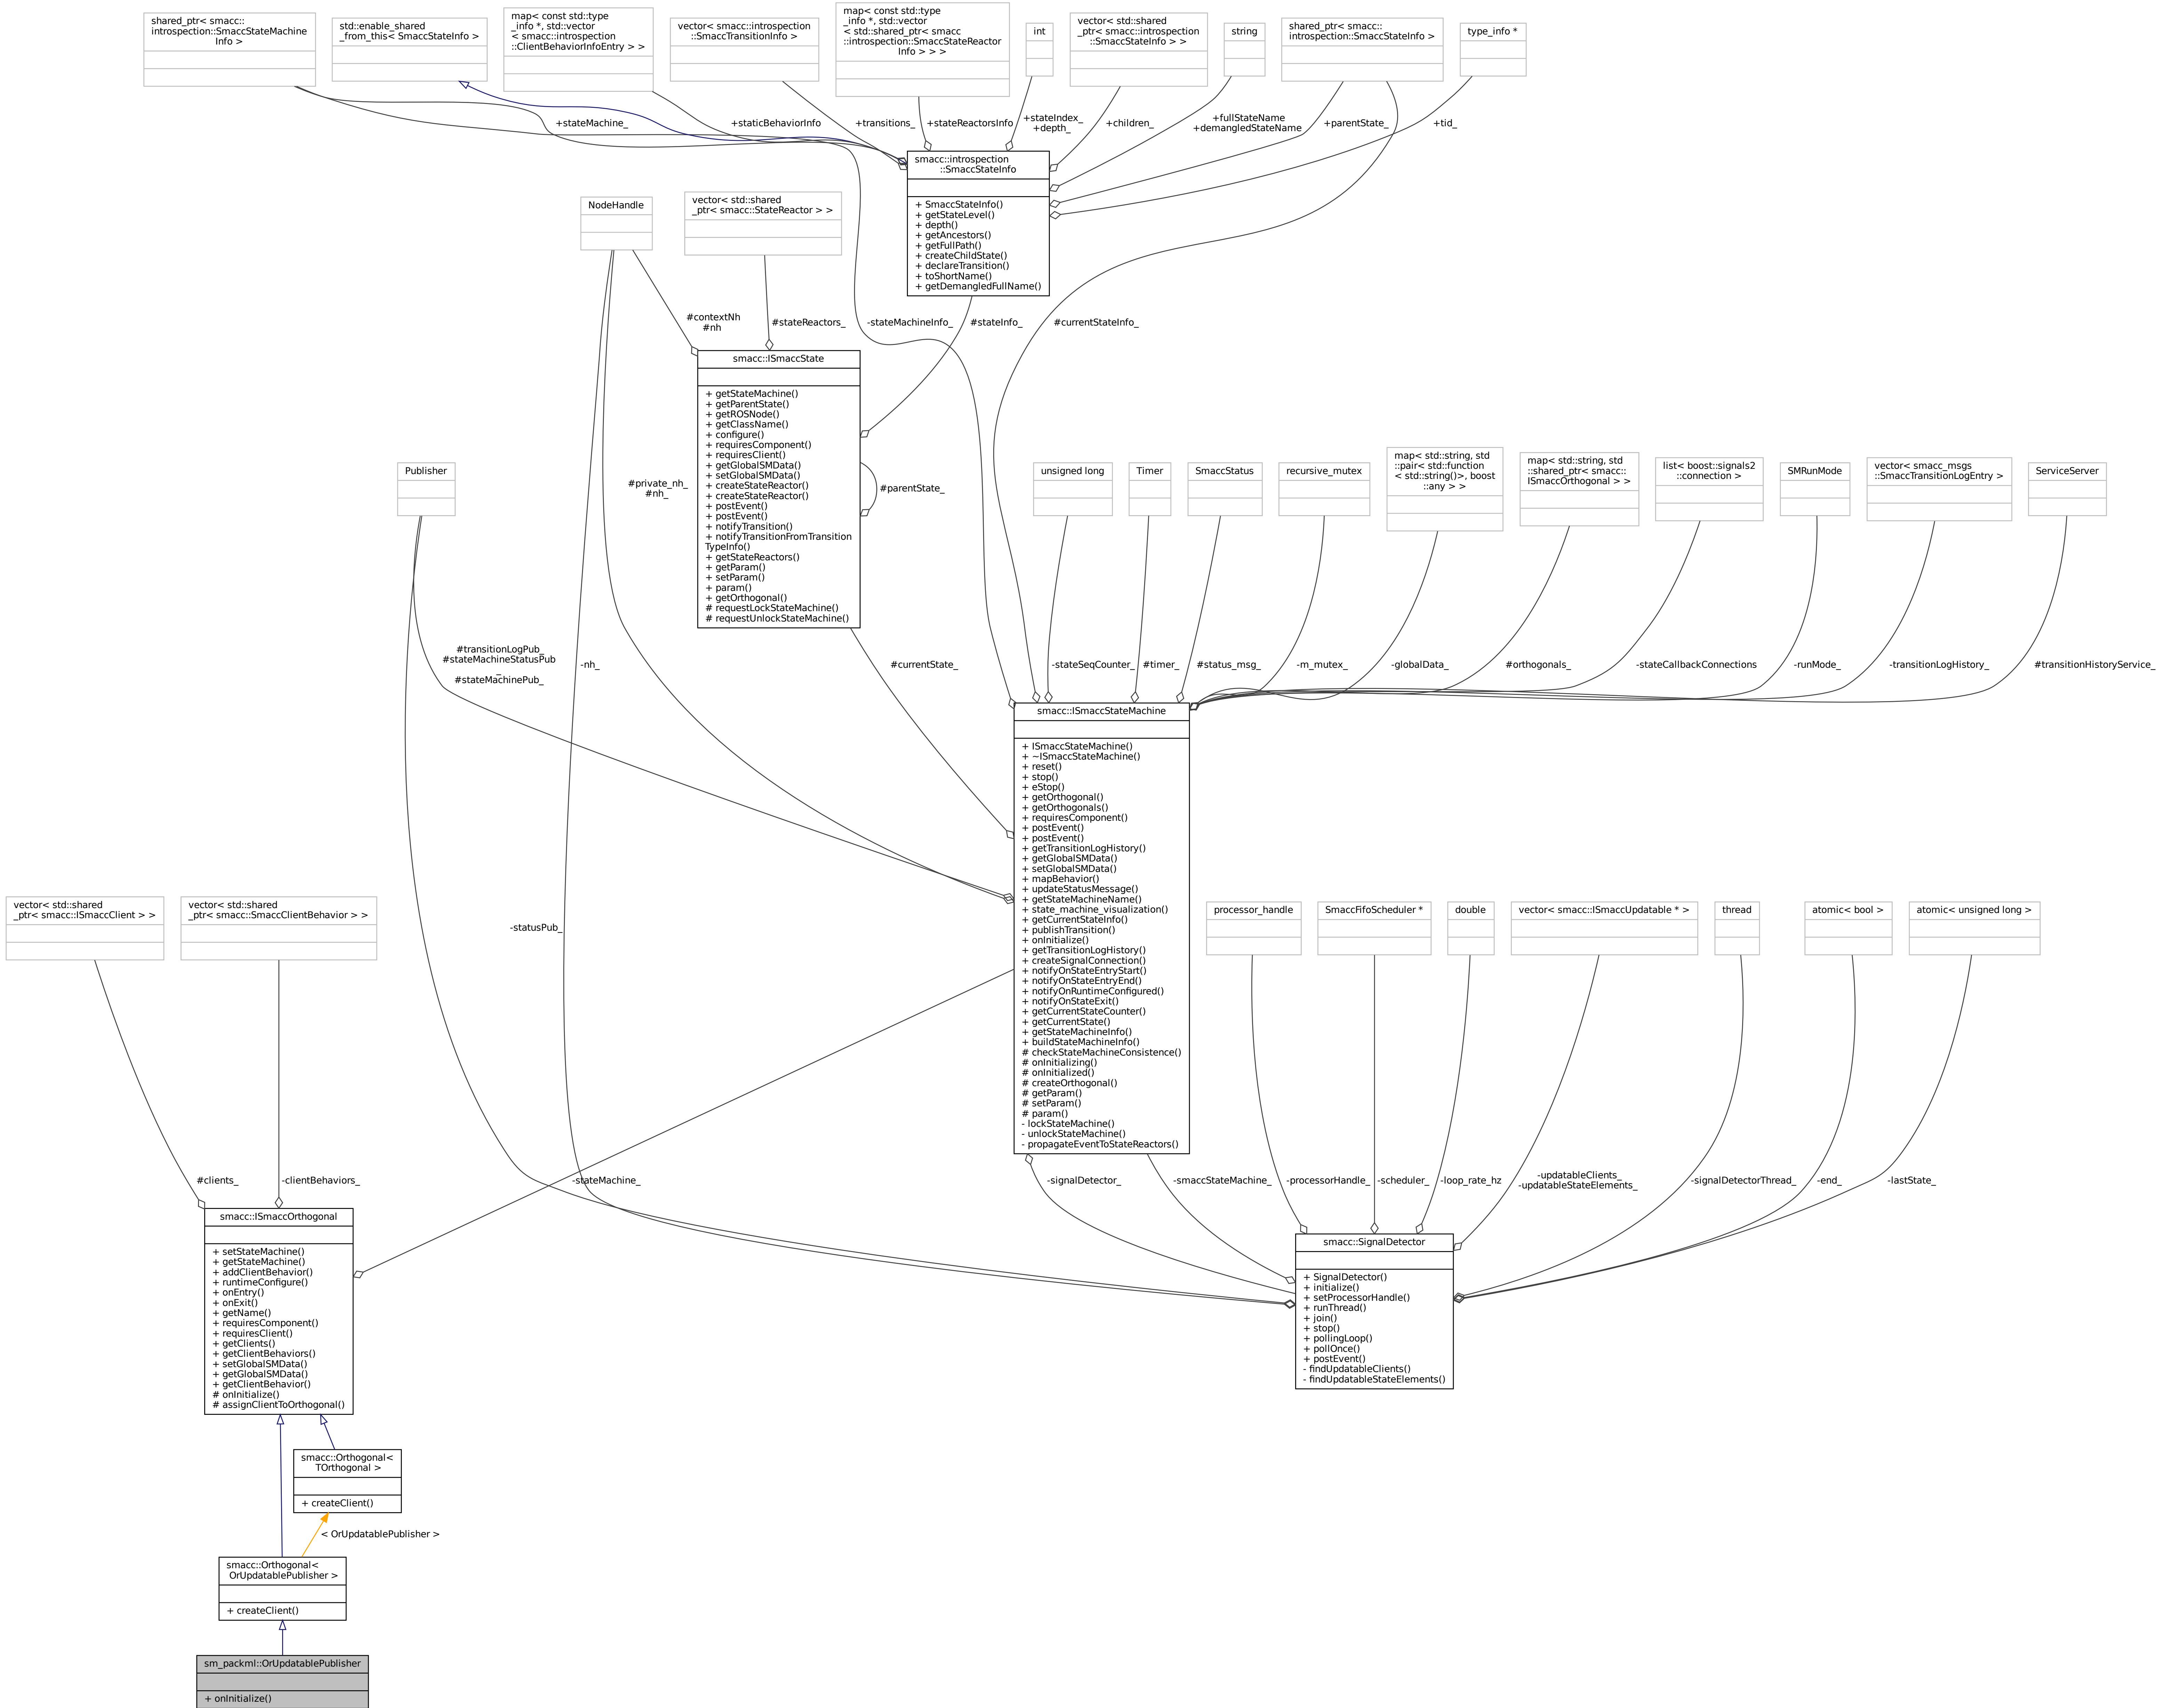 shared_ptr< smacc::
introspection::SmaccStateMachine
Info >
std::enable_shared
_from_this< SmaccStateInfo >
map< const std::type
_info *, std::vector
< smacc::introspection
::ClientBehaviorInfoEntry > >
vector< smacc::introspection
::SmaccTransitionInfo >
map< const std::type
_info *, std::vector
< std::shared_ptr< smacc
::introspection::SmaccStateReactor
Info > > >
int
vector< std::shared
_ptr< smacc::introspection
::SmaccStateInfo > >
string
shared_ptr< smacc::
introspection::SmaccStateInfo >
type_info *
+stateMachine_
+staticBehaviorInfo
+transitions_
+stateReactorsInfo
+stateIndex_
+depth_
+children_
+fullStateName
+demangledStateName
+parentState_
+tid_
smacc::introspection
::SmaccStateInfo
+ SmaccStateInfo()
+ getStateLevel()
+ depth()
+ getAncestors()
+ getFullPath()
+ createChildState()
+ declareTransition()
+ toShortName()
+ getDemangledFullName()
NodeHandle
vector< std::shared
_ptr< smacc::StateReactor > >
#contextNh
#nh
#stateReactors_
-stateMachineInfo_
#stateInfo_
#currentStateInfo_
smacc::ISmaccState
+ getStateMachine()
+ getParentState()
+ getROSNode()
+ getClassName()
+ configure()
+ requiresComponent()
+ requiresClient()
+ getGlobalSMData()
+ setGlobalSMData()
+ createStateReactor()
+ createStateReactor()
+ postEvent()
+ postEvent()
+ notifyTransition()
+ notifyTransitionFromTransition
TypeInfo()
+ getStateReactors()
+ getParam()
+ setParam()
+ param()
+ getOrthogonal()
# requestLockStateMachine()
# requestUnlockStateMachine()
#parentState_
#private_nh_
#nh_
Publisher
unsigned long
Timer
SmaccStatus
recursive_mutex
map< std::string, std
::pair< std::function
< std::string()>, boost
::any > >
map< std::string, std
::shared_ptr< smacc::
ISmaccOrthogonal > >
list< boost::signals2
::connection >
SMRunMode
vector< smacc_msgs
::SmaccTransitionLogEntry >
ServiceServer
#transitionLogPub_
#stateMachineStatusPub
_
#stateMachinePub_
-nh_
#currentState_
-stateSeqCounter_
#timer_
#status_msg_
-m_mutex_
-globalData_
#orthogonals_
-stateCallbackConnections
-runMode_
-transitionLogHistory_
#transitionHistoryService_
smacc::ISmaccStateMachine
+ ISmaccStateMachine()
+ ~ISmaccStateMachine()
+ reset()
+ stop()
+ eStop()
+ getOrthogonal()
+ getOrthogonals()
+ requiresComponent()
+ postEvent()
+ postEvent()
+ getTransitionLogHistory()
+ getGlobalSMData()
+ setGlobalSMData()
+ mapBehavior()
+ updateStatusMessage()
+ getStateMachineName()
+ state_machine_visualization()
+ getCurrentStateInfo()
+ publishTransition()
+ onInitialize()
+ getTransitionLogHistory()
+ createSignalConnection()
+ notifyOnStateEntryStart()
+ notifyOnStateEntryEnd()
+ notifyOnRuntimeConfigured()
+ notifyOnStateExit()
+ getCurrentStateCounter()
+ getCurrentState()
+ getStateMachineInfo()
+ buildStateMachineInfo()
# checkStateMachineConsistence()
# onInitializing()
# onInitialized()
# createOrthogonal()
# getParam()
# setParam()
# param()
- lockStateMachine()
- unlockStateMachine()
- propagateEventToStateReactors()
vector< std::shared
_ptr< smacc::ISmaccClient > >
vector< std::shared
_ptr< smacc::SmaccClientBehavior > >
-statusPub_
processor_handle
SmaccFifoScheduler *
double
vector< smacc::ISmaccUpdatable * >
thread
atomic< bool >
atomic< unsigned long >
#clients_
-clientBehaviors_
-stateMachine_
-signalDetector_
-smaccStateMachine_
-processorHandle_
-scheduler_
-loop_rate_hz
-updatableClients_
-updatableStateElements_
-signalDetectorThread_
-end_
-lastState_
smacc::ISmaccOrthogonal
+ setStateMachine()
+ getStateMachine()
+ addClientBehavior()
+ runtimeConfigure()
+ onEntry()
+ onExit()
+ getName()
+ requiresComponent()
+ requiresClient()
+ getClients()
+ getClientBehaviors()
+ setGlobalSMData()
+ getGlobalSMData()
+ getClientBehavior()
# onInitialize()
# assignClientToOrthogonal()
smacc::SignalDetector
+ SignalDetector()
+ initialize()
+ setProcessorHandle()
+ runThread()
+ join()
+ stop()
+ pollingLoop()
+ pollOnce()
+ postEvent()
- findUpdatableClients()
- findUpdatableStateElements()
smacc::Orthogonal<
TOrthogonal >
+ createClient()
< OrUpdatablePublisher >
smacc::Orthogonal<
OrUpdatablePublisher >
+ createClient()
sm_packml::OrUpdatablePublisher
+ onInitialize()